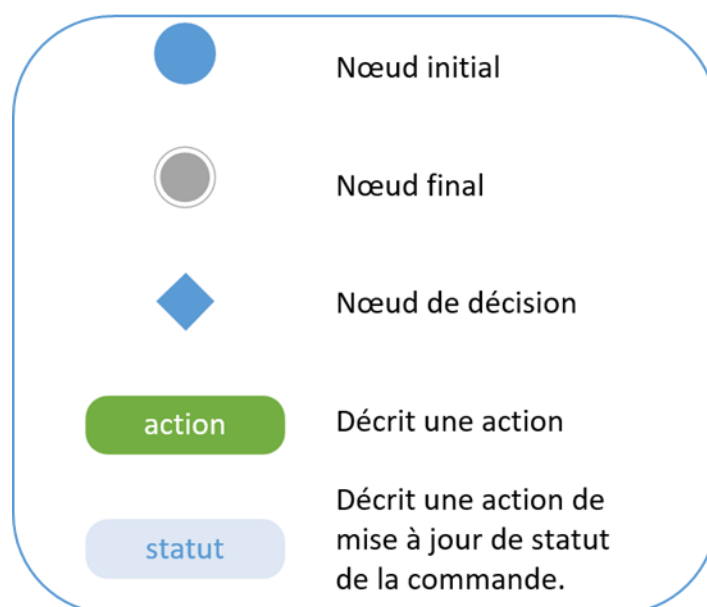 Nœud initial
Nœud final
Nœud de décision
action
Décrit une action
statut
Décrit une action de
mise à jour de statut
de la commande.